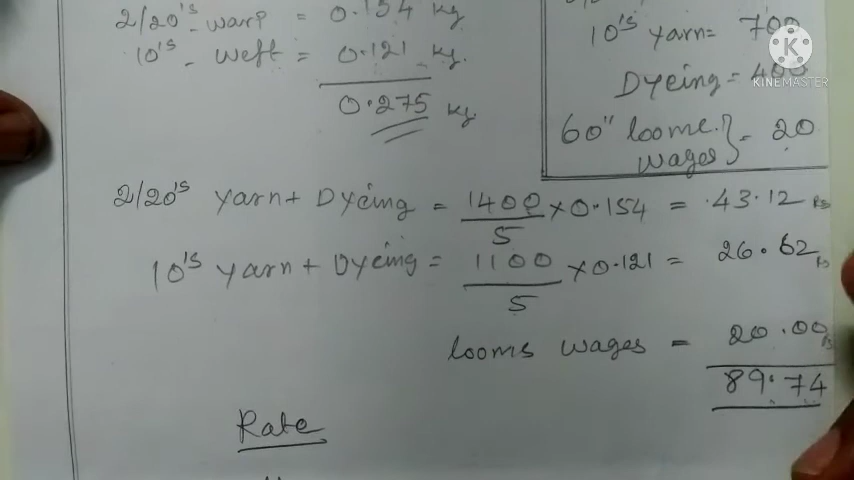 2/20's - warp = 0.154 kg
10's - weft = 0.121 kg.
0.275 kg.
10's yarn = 700
Dyeing = 400
60" loome } = 20
wages
KINEMASTER
2/20's yarn + Dyeing = 1400/5 × 0.154 = 43.12 Rs
10's yarn + Dyeing = 1100/5 × 0.121 = 26.62 Rs
looms wages = 20.00 Rs
89.74
Rate